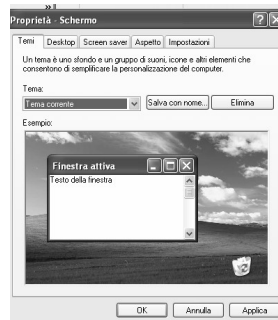 Proprietà - Schermo
Temi Desktop Screen saver Aspetto Impostazioni
Un tema è uno sfondo e un gruppo di suoni, icone e altri elementi che
consentono di semplificare la personalizzazione del computer.
Tema:
Tema corrente Salva con nome... Elimina
Esempio:
Finestra attiva
Testo della finestra
OK Annulla Applica